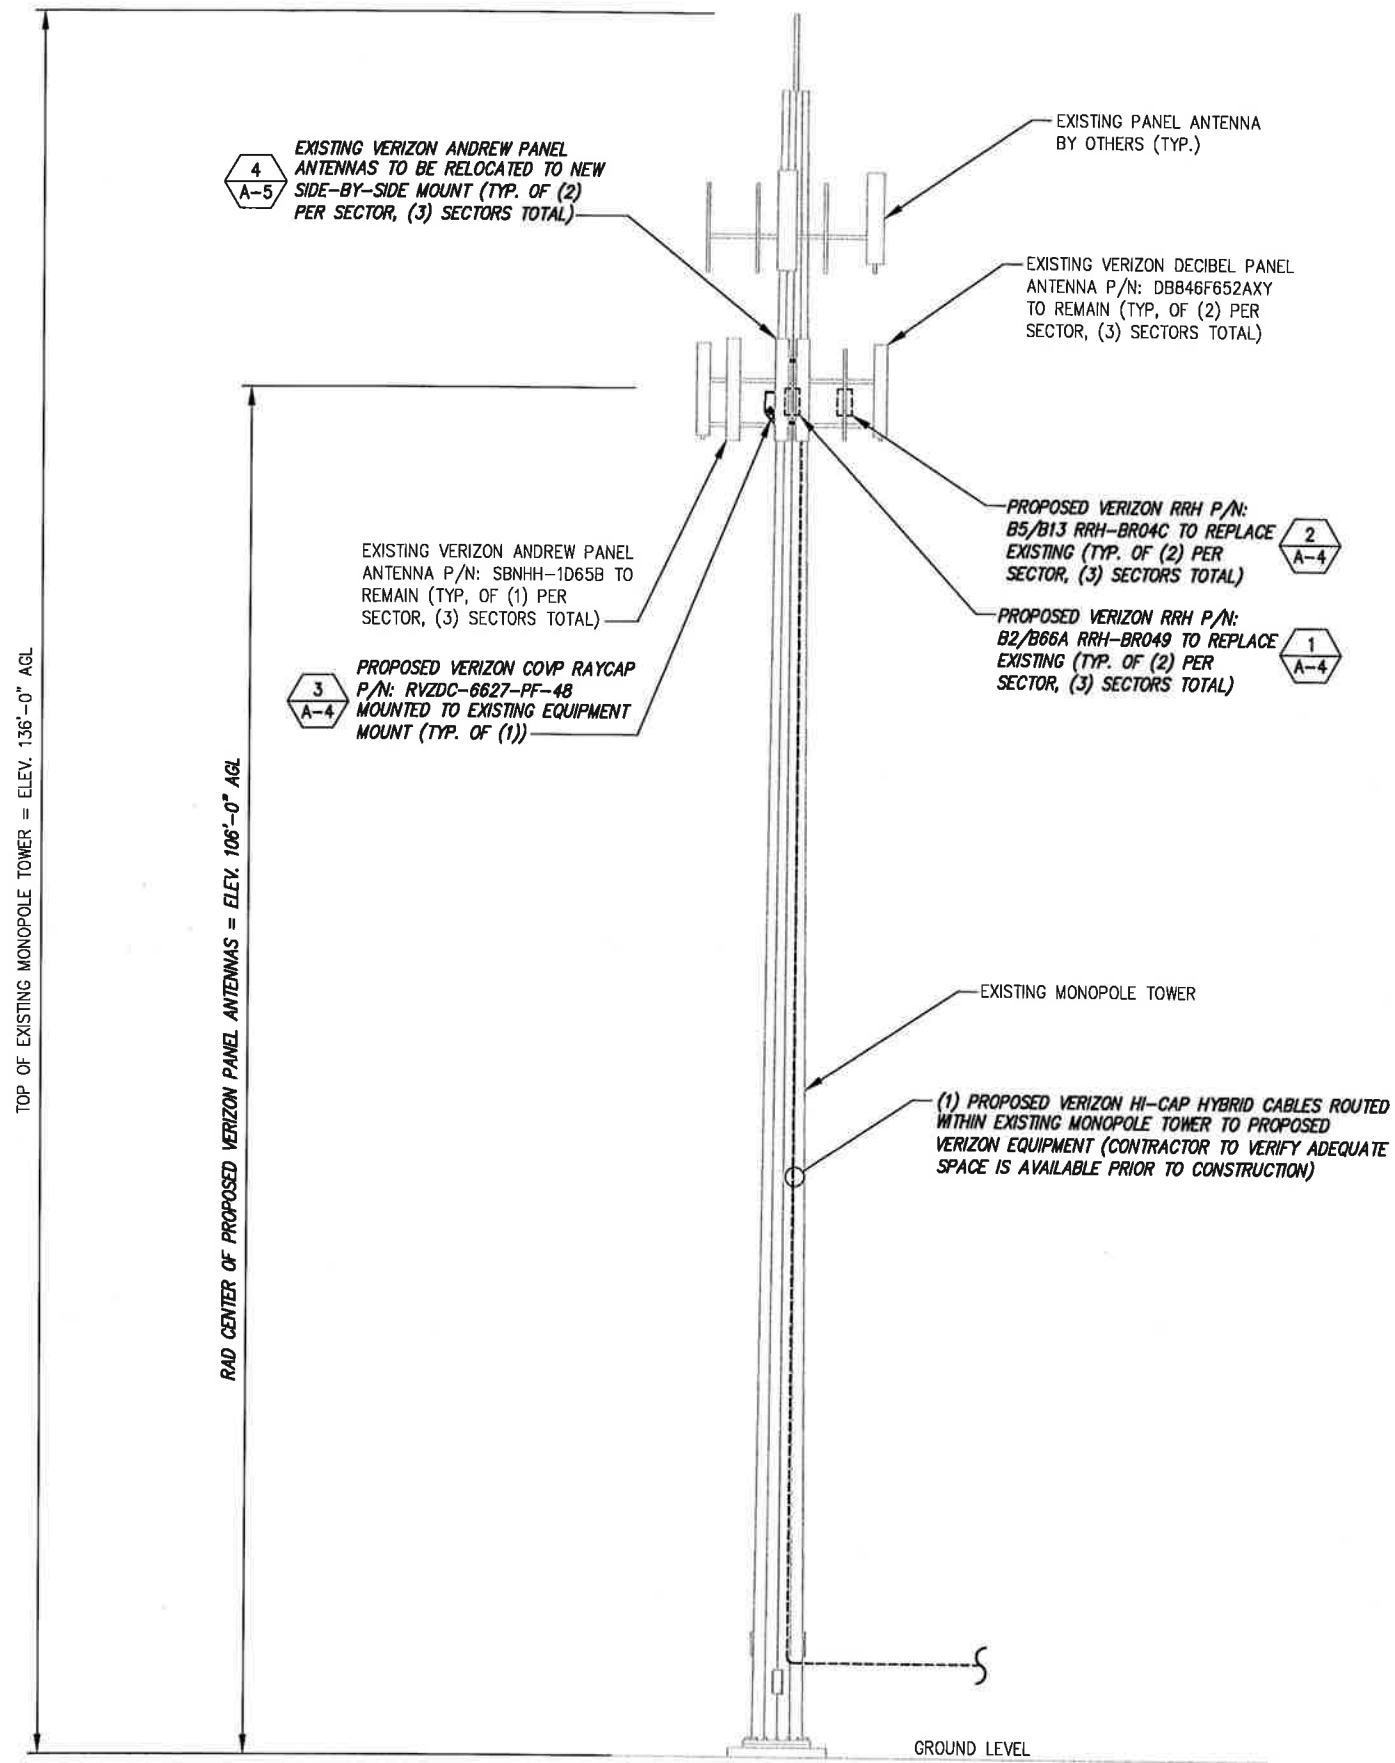 EXISTING PANEL ANTENNA
BY OTHERS (TYP.)
4
A-5
EXISTING VERIZON ANDREW PANEL
ANTENNAS TO BE RELOCATED TO NEW
SIDE-BY-SIDE MOUNT (TYP. OF (2)
PER SECTOR, (3) SECTORS TOTAL)
EXISTING VERIZON DECIBEL PANEL
ANTENNA P/N: DB846F652AXY
TO REMAIN (TYP, OF (2) PER
SECTOR, (3) SECTORS TOTAL)
PROPOSED VERIZON RRH P/N:
B5/B13 RRH-BR04C TO REPLACE
EXISTING (TYP. OF (2) PER
SECTOR, (3) SECTORS TOTAL)
2
A-4
EXISTING VERIZON ANDREW PANEL
ANTENNA P/N: SBNHH-1D65B TO
REMAIN (TYP, OF (1) PER
SECTOR, (3) SECTORS TOTAL)
PROPOSED VERIZON RRH P/N:
B2/B66A RRH-BR049 TO REPLACE
EXISTING (TYP. OF (2) PER
SECTOR, (3) SECTORS TOTAL)
1
A-4
3
A-4
PROPOSED VERIZON COVP RAYCAP
P/N: RVZDC-6627-PF-48
MOUNTED TO EXISTING EQUIPMENT
MOUNT (TYP. OF (1))
TOP OF EXISTING MONOPOLE TOWER = ELEV. 136'-0" AGL
RAD CENTER OF PROPOSED VERIZON PANEL ANTENNAS = ELEV. 106'-0" AGL
EXISTING MONOPOLE TOWER
(1) PROPOSED VERIZON HI-CAP HYBRID CABLES ROUTED
WITHIN EXISTING MONOPOLE TOWER TO PROPOSED
VERIZON EQUIPMENT (CONTRACTOR TO VERIFY ADEQUATE
SPACE IS AVAILABLE PRIOR TO CONSTRUCTION)
GROUND LEVEL